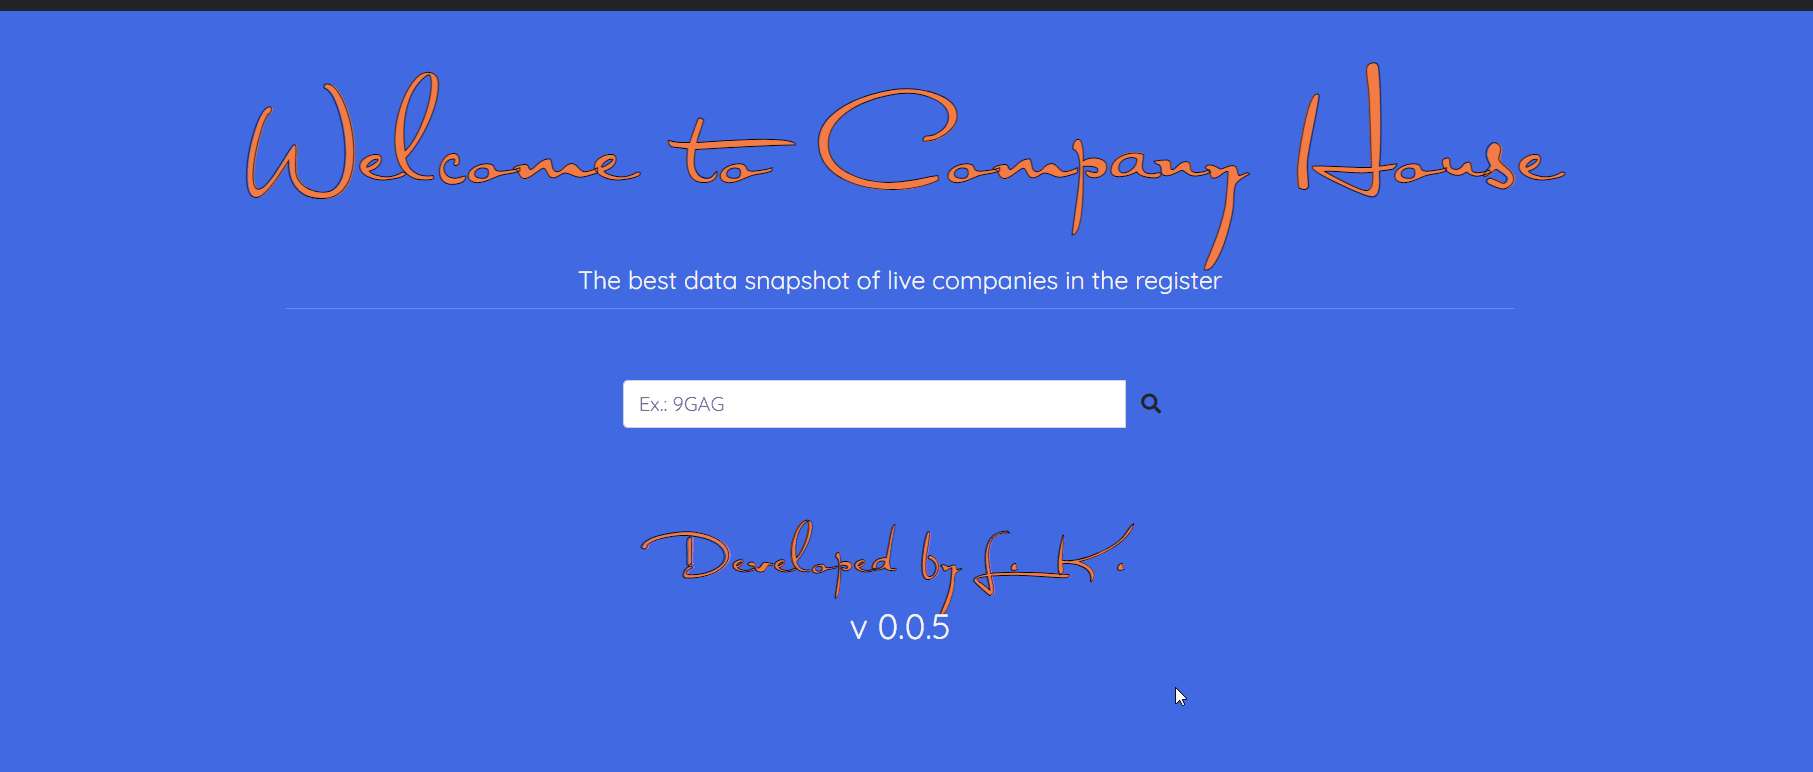 Welcome to Company House
The best data snapshot of live companies in the register
Ex.: 9GAG
Developed by L. K.
v 0.0.5